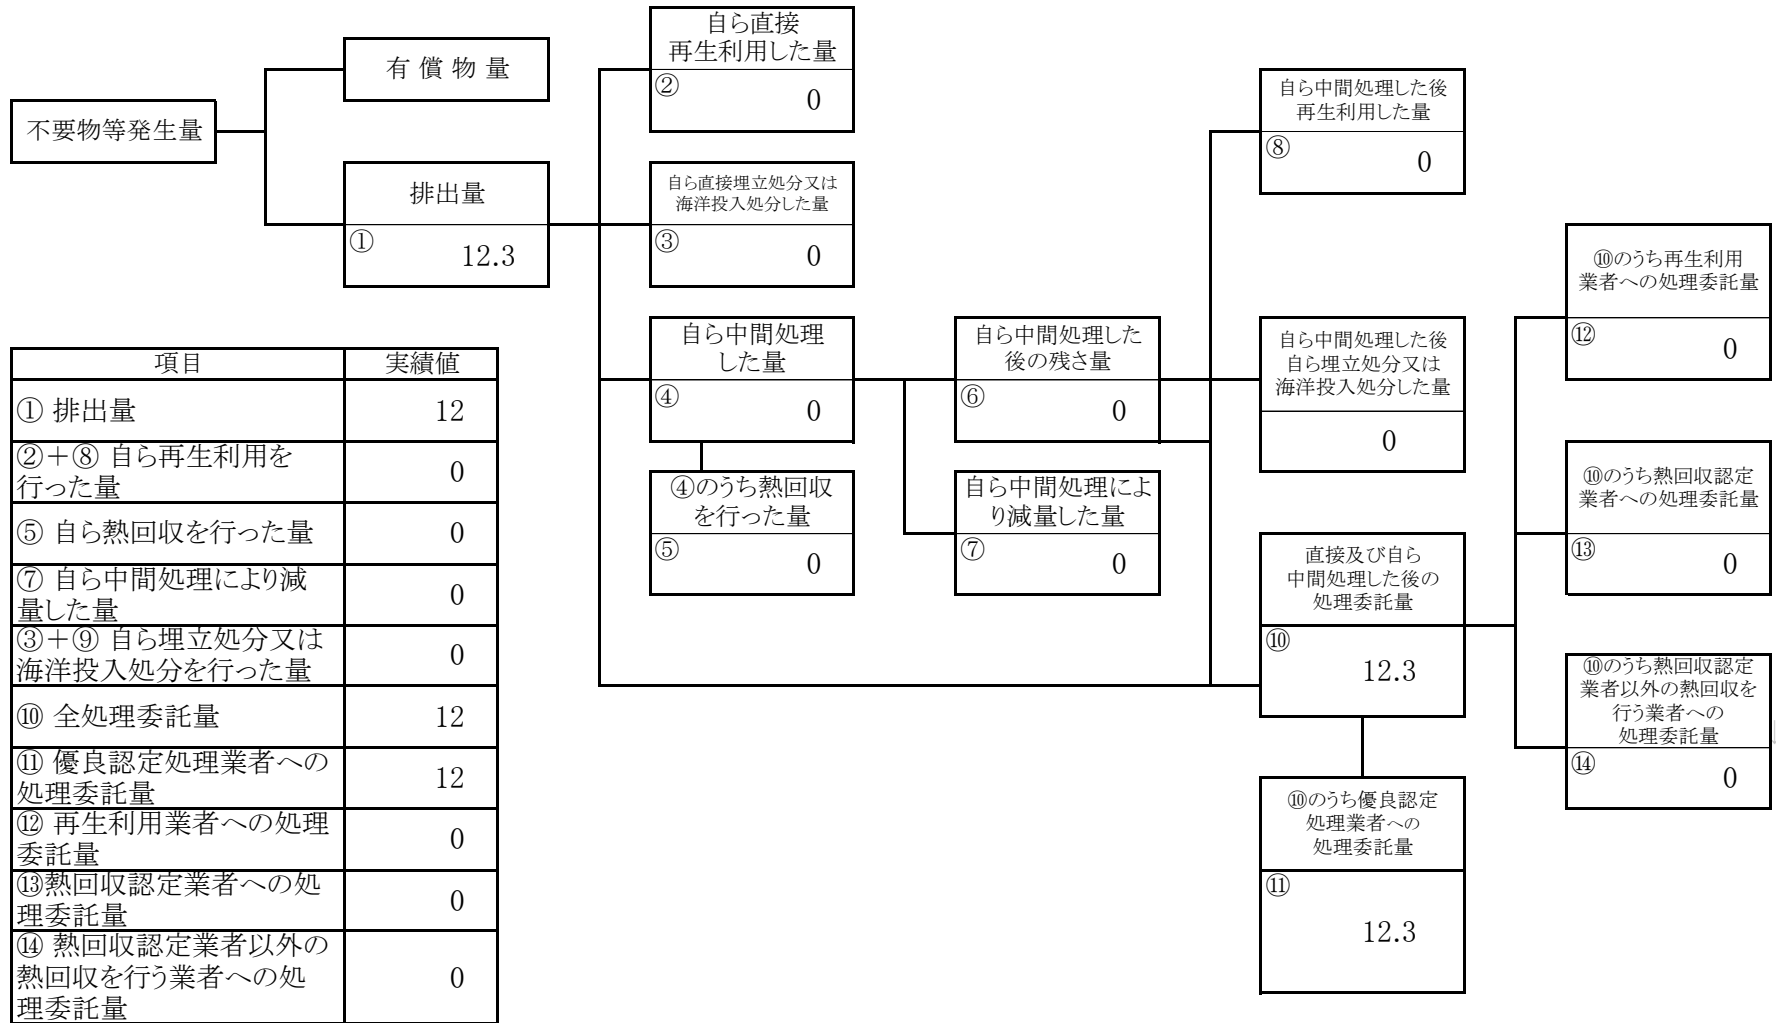 不要物等発生量
有償物量
排出量
①
12.3
自ら直接
再生利用した量
②
0
自ら直接埋立処分又は
海洋投入処分した量
③
0
自ら中間処理
した量
④
0
④のうち熱回収
を行った量
⑤
0
自ら中間処理した
後の残さ量
⑥
0
自ら中間処理によ
り減量した量
⑦
0
自ら中間処理した後
再生利用した量
⑧
0
自ら中間処理した後
自ら埋立処分又は
海洋投入処分した量
0
直接及び自ら
中間処理した後の
処理委託量
⑩
12.3
⑩のうち優良認定
処理業者への
処理委託量
⑪
12.3
⑩のうち再生利用
業者への処理委託量
⑫
0
⑩のうち熱回収認定
業者への処理委託量
⑬
0
⑩のうち熱回収認定
業者以外の熱回収を
行う業者への
処理委託量
⑭
0
項目 実績値
① 排出量 12
②＋⑧ 自ら再生利用を
行った量 0
⑤ 自ら熱回収を行った量 0
⑦ 自ら中間処理により減
量した量 0
③＋⑨ 自ら埋立処分又は
海洋投入処分を行った量 0
⑩ 全処理委託量 12
⑪ 優良認定処理業者への
処理委託量 12
⑫ 再生利用業者への処理
委託量 0
⑬熱回収認定業者への処
理委託量 0
⑭ 熱回収認定業者以外の
熱回収を行う業者への処
理委託量 0